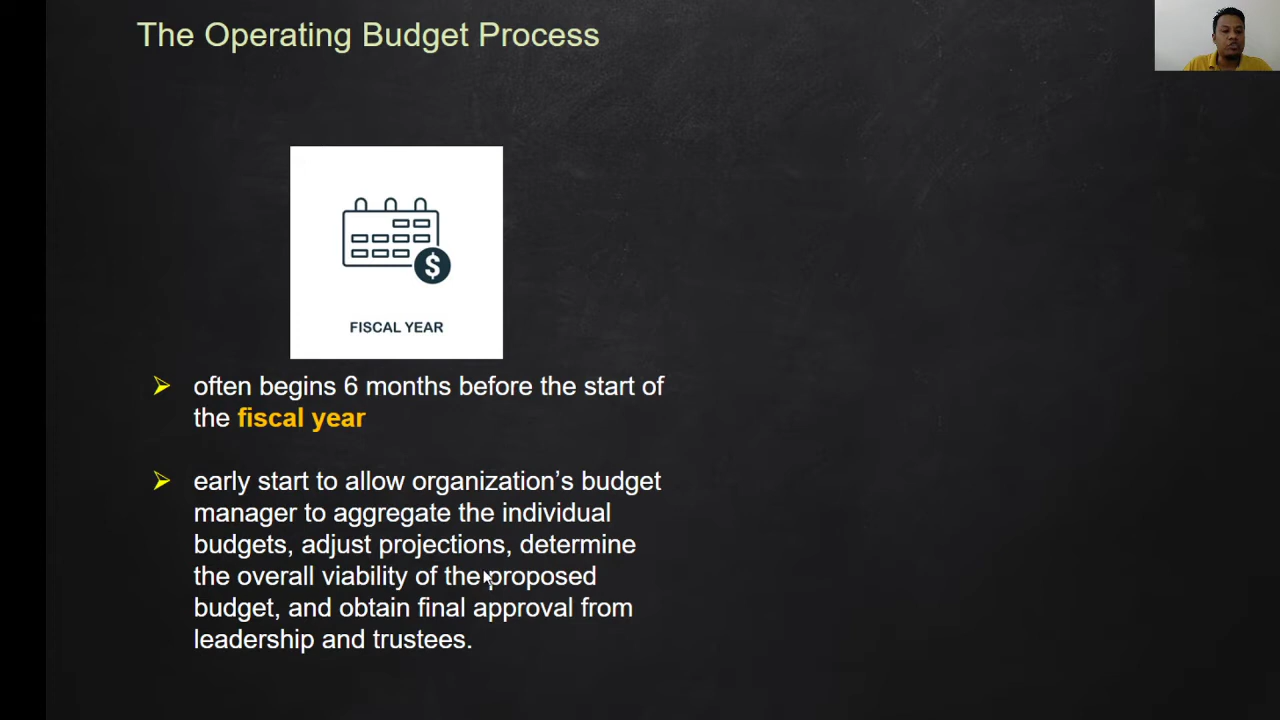 The Operating Budget Process
$
FISCAL YEAR
often begins 6 months before the start of
the fiscal year
early start to allow organization’s budget
manager to aggregate the individual
budgets, adjust projections, determine
the overall viability of the proposed
budget, and obtain final approval from
leadership and trustees.